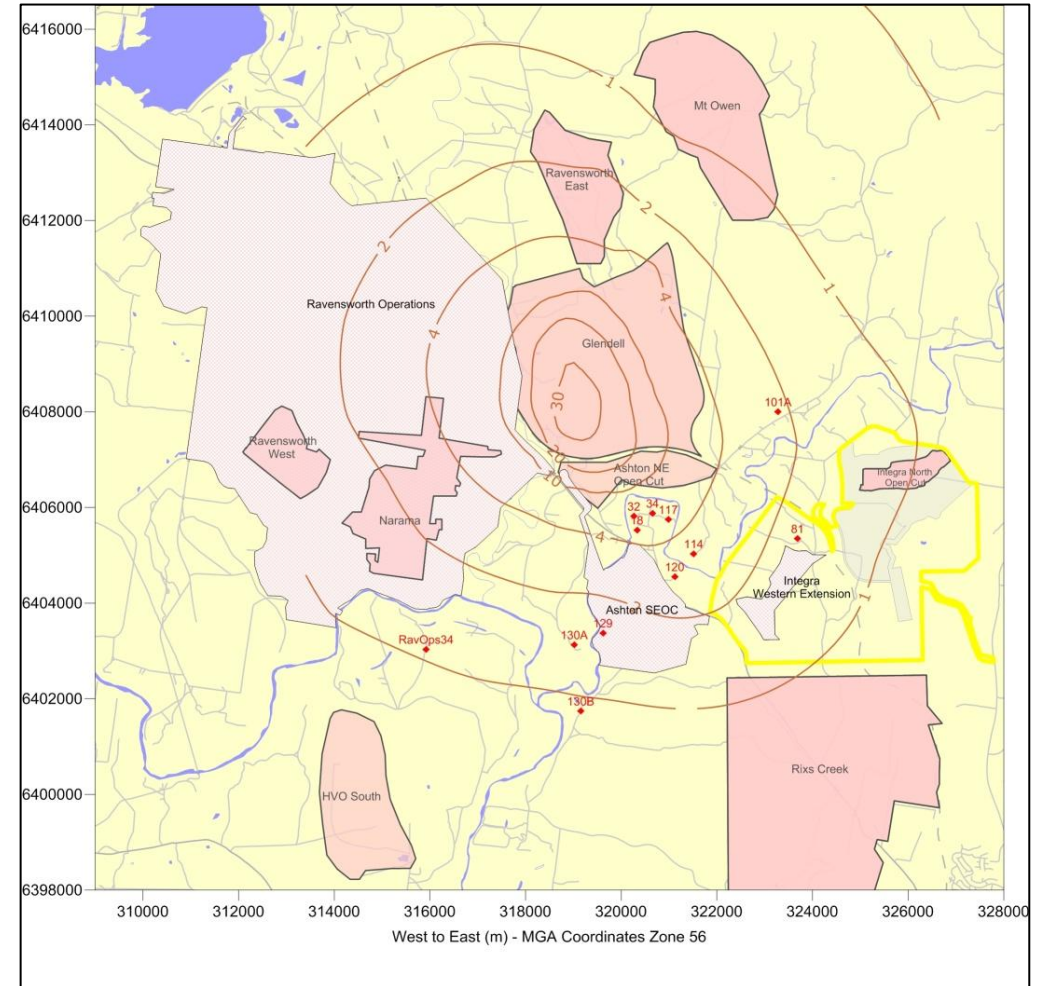 6416000
1
Mt Owen
6414000
Ravensworth
East
2
6412000
2
1
4
Ravensworth Operations
6410000
4
Glendell
30
6408000
101A
Ravensworth
West
20
10
Ashton NE
Open Cut
Integra North
Open Cut
6406000
Narama
32
34
117
18
4
114
81
120
Integra
Western Extension
6404000
2
Ashton SEOC
1
129
130A
RavOps34
6402000
130B
Rixs Creek
6400000
HVO South
6398000
310000 312000 314000 316000 318000 320000 322000 324000 326000 328000
West to East (m) - MGA Coordinates Zone 56